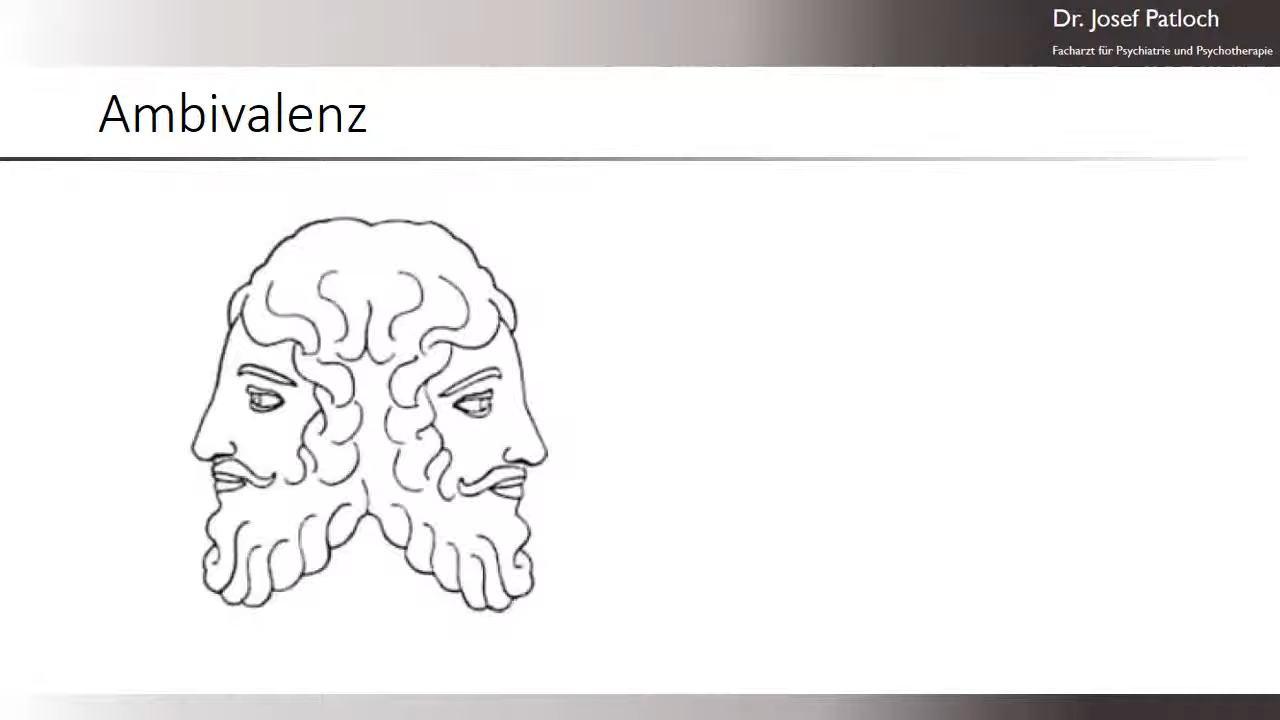 Dr. Josef Patloch
Facharzt für Psychiatrie und Psychotherapie
Ambivalenz